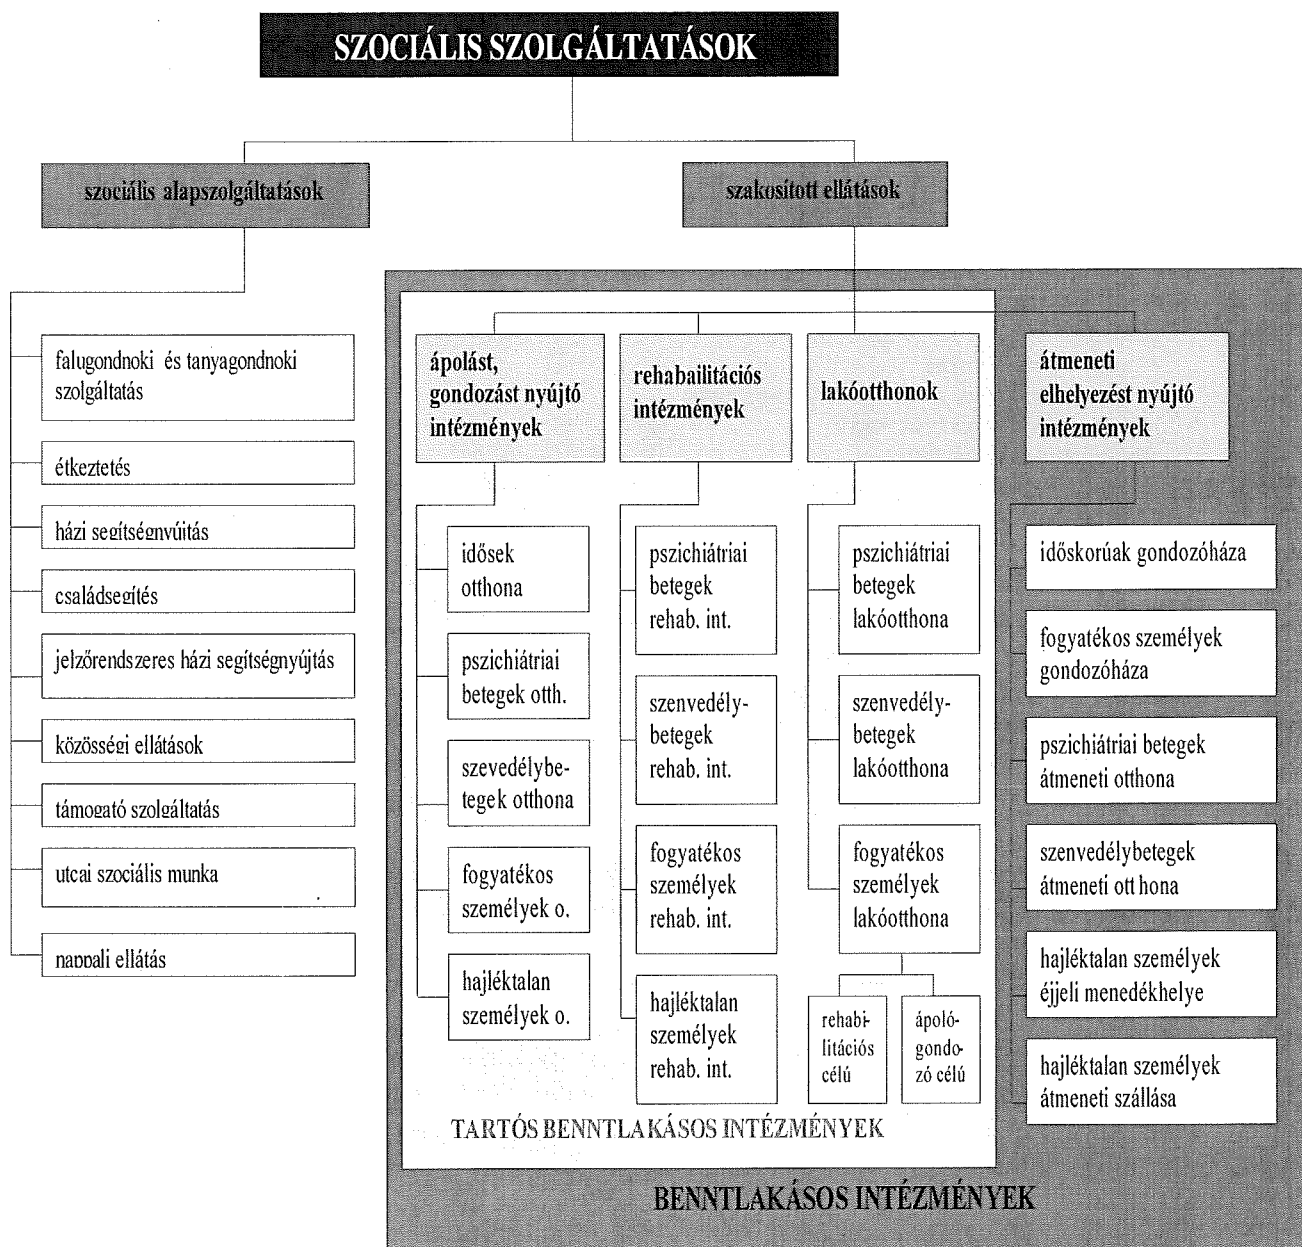 SZOCIÁLIS SZOLGÁLTATÁSOK
szociális alapszolgáltatások
szakosított ellátások
falugondnoki és tanyagondnoki
szolgáltatás
étkeztetés
házi segítségnyújtás
családsegítés
jelzőrendszeres házi segítségnyújtás
közösségi ellátások
támogató szolgáltatás
utcai szociális munka
nappali ellátás
ápolást,
gondozást nyújtó
intézmények
idősek
otthona
pszichiátriai
betegek otth.
szevedélybe-
tegek otthona
fogyatékos
személyek o.
hajléktalan
személyek o.
rehabailitációs
intézmények
pszichiátriai
betegek
rehab. int.
szenvedély-
betegek
rehab. int.
fogyatékos
személyek
rehab. int.
hajléktalan
személyek
rehab. int.
lakóotthonok
pszichiátriai
betegek
lakóotthona
szenvedély-
betegek
lakóotthona
fogyatékos
személyek
lakóotthona
rehabi-
litációs
célú
ápoló-
gondo-
zó célú
átmeneti
elhelyezést nyújtó
intézmények
időskorúak gondozóháza
fogyatékos személyek
gondozóháza
pszichiátriai betegek
átmeneti otthona
szenvedélybetegek
átmeneti ott hona
hajléktalan személyek
éjjeli menedékhelye
hajléktalan személyek
átmeneti szállása
TARTÓS BENNTLAKÁSOS INTÉZMÉNYEK
BENNTLAKÁSOS INTÉZMÉNYEK